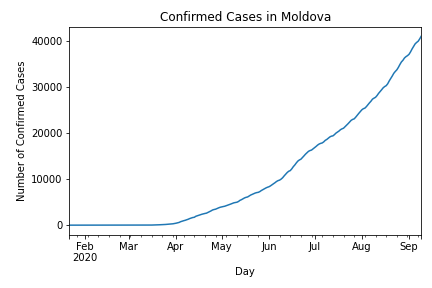 Confirmed Cases in Moldova
Number of Confirmed Cases
40000
30000
20000
10000
0
Feb Mar Apr May Jun Jul Aug Sep
2020
Day